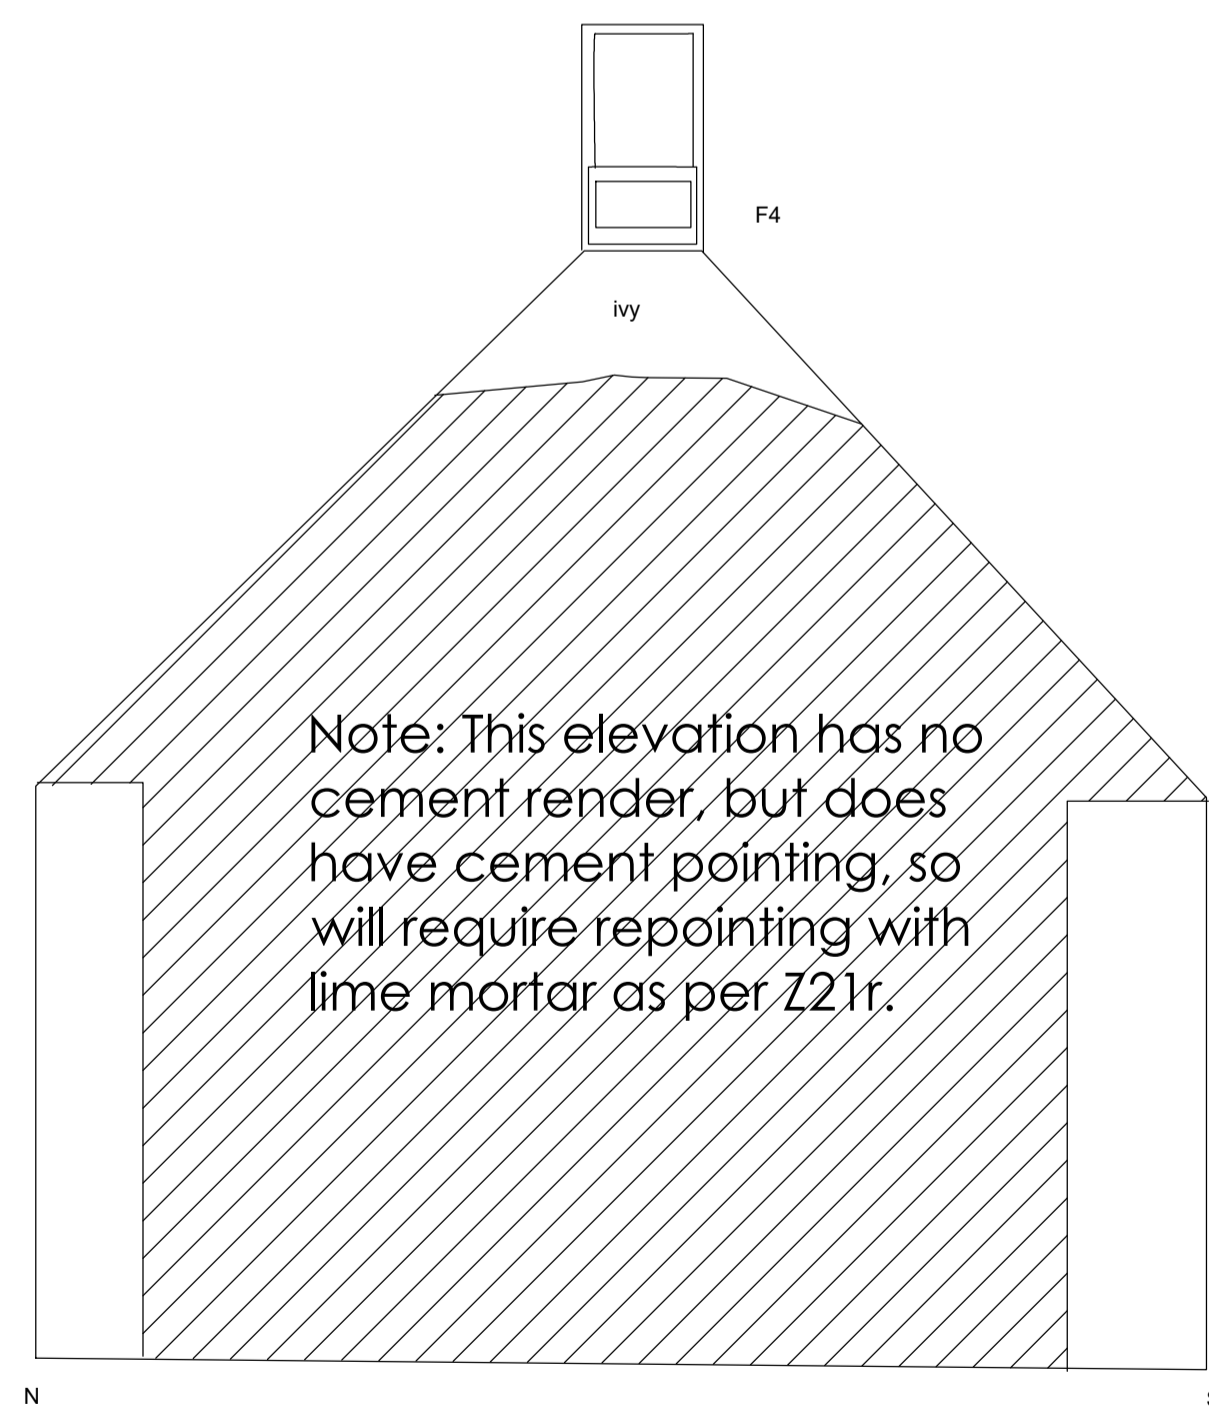 F4
ivy
Note: This elevation has no
cement render, but does
have cement pointing, so
will require repointing with
lime mortar as per Z21r.
N